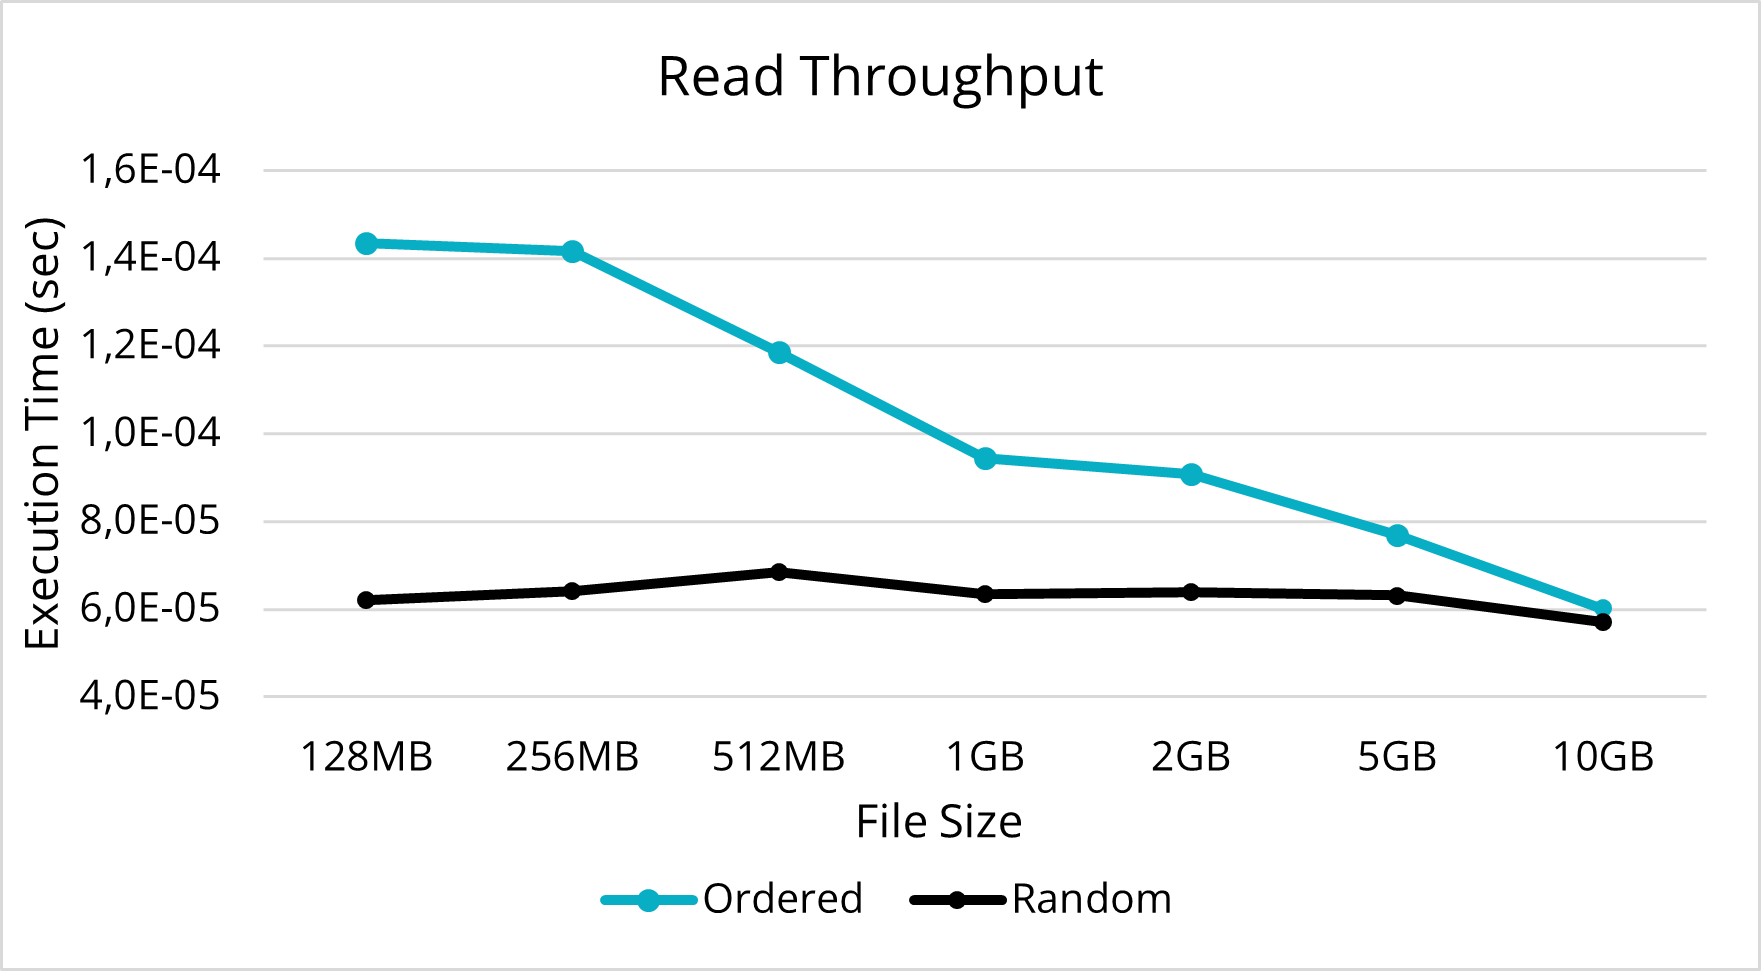 Read Throughput
1,6E-04
1,4E-04
1,2E-04
1,0E-04
8,0E-05
6,0E-05
4,0E-05
Execution Time (sec)
128MB 256MB 512MB 1GB 2GB 5GB 10GB
File Size
Ordered Random